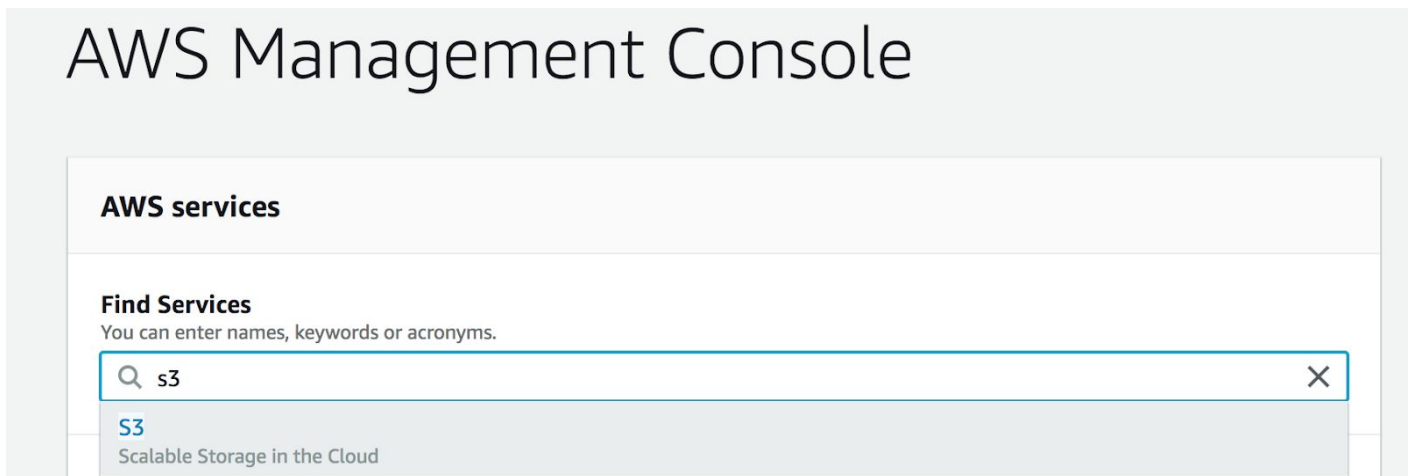 AWS Management Console
AWS services
Find Services
You can enter names, keywords or acronyms.
s3
S3
Scalable Storage in the Cloud